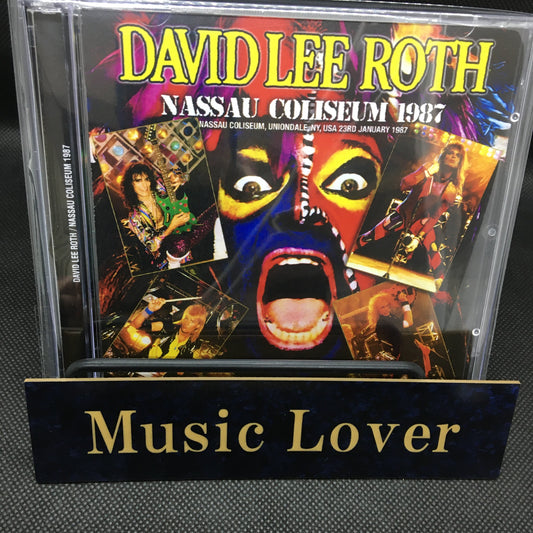 DAVID LEE ROTH
NASSAU COLISEUM 1987
NASSAU COLISEUM, UNIONDALE, NY, USA 23RD JANUARY 1987
DAVID LEE ROTH / NASSAU COLISEUM 1987
Music Lover